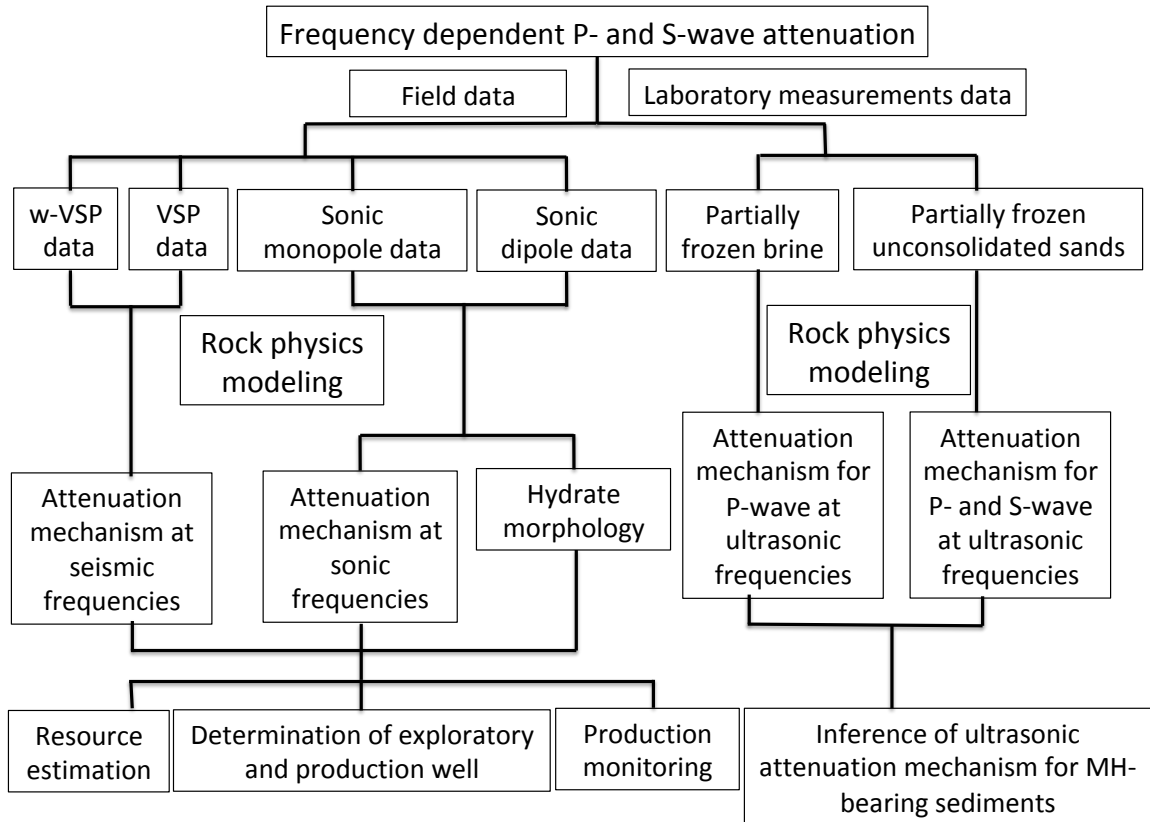 Frequency dependent P- and S-wave attenuation
Field data
Laboratory measurements data
w-VSP
data
VSP
data
Sonic
monopole data
Sonic
dipole data
Partially
frozen brine
Partially frozen
unconsolidated sands
Rock physics
modeling
Rock physics
modeling
Attenuation
mechanism at
seismic
frequencies
Attenuation
mechanism at
sonic
frequencies
Hydrate
morphology
Attenuation
mechanism for
P-wave at
ultrasonic
frequencies
Attenuation
mechanism for
P- and S-wave
at ultrasonic
frequencies
Resource
estimation
Determination of exploratory
and production well
Production
monitoring
Inference of ultrasonic
attenuation mechanism for MH-
bearing sediments